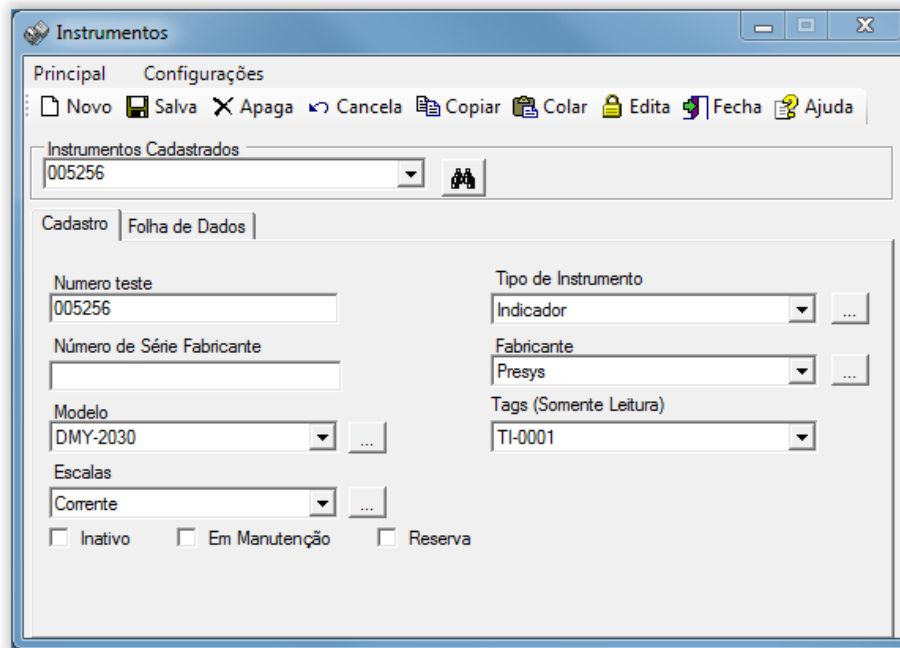 Instrumentos
Principal Configurações
Novo Salva Apaga Cancela Copiar Colar Edita Fecha Ajuda
Instrumentos Cadastrados
005256
Cadastro Folha de Dados
Numero teste
005256
Tipo de Instrumento
Indicador
...
Número de Série Fabricante
Fabricante
Presys
...
Modelo
DMY-2030
...
Tags (Somente Leitura)
TI-0001
Escalas
Corrente
...
Inativo Em Manutenção Reserva